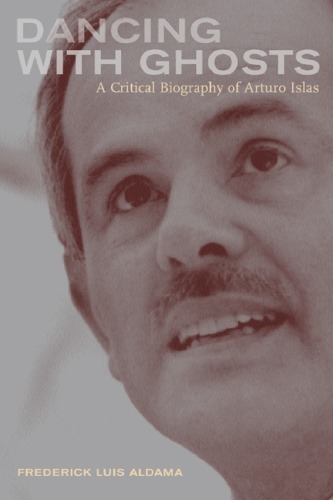 DANCING
WITH GHOSTS
A Critical Biography of Arturo Islas
FREDERICK LUIS ALDAMA